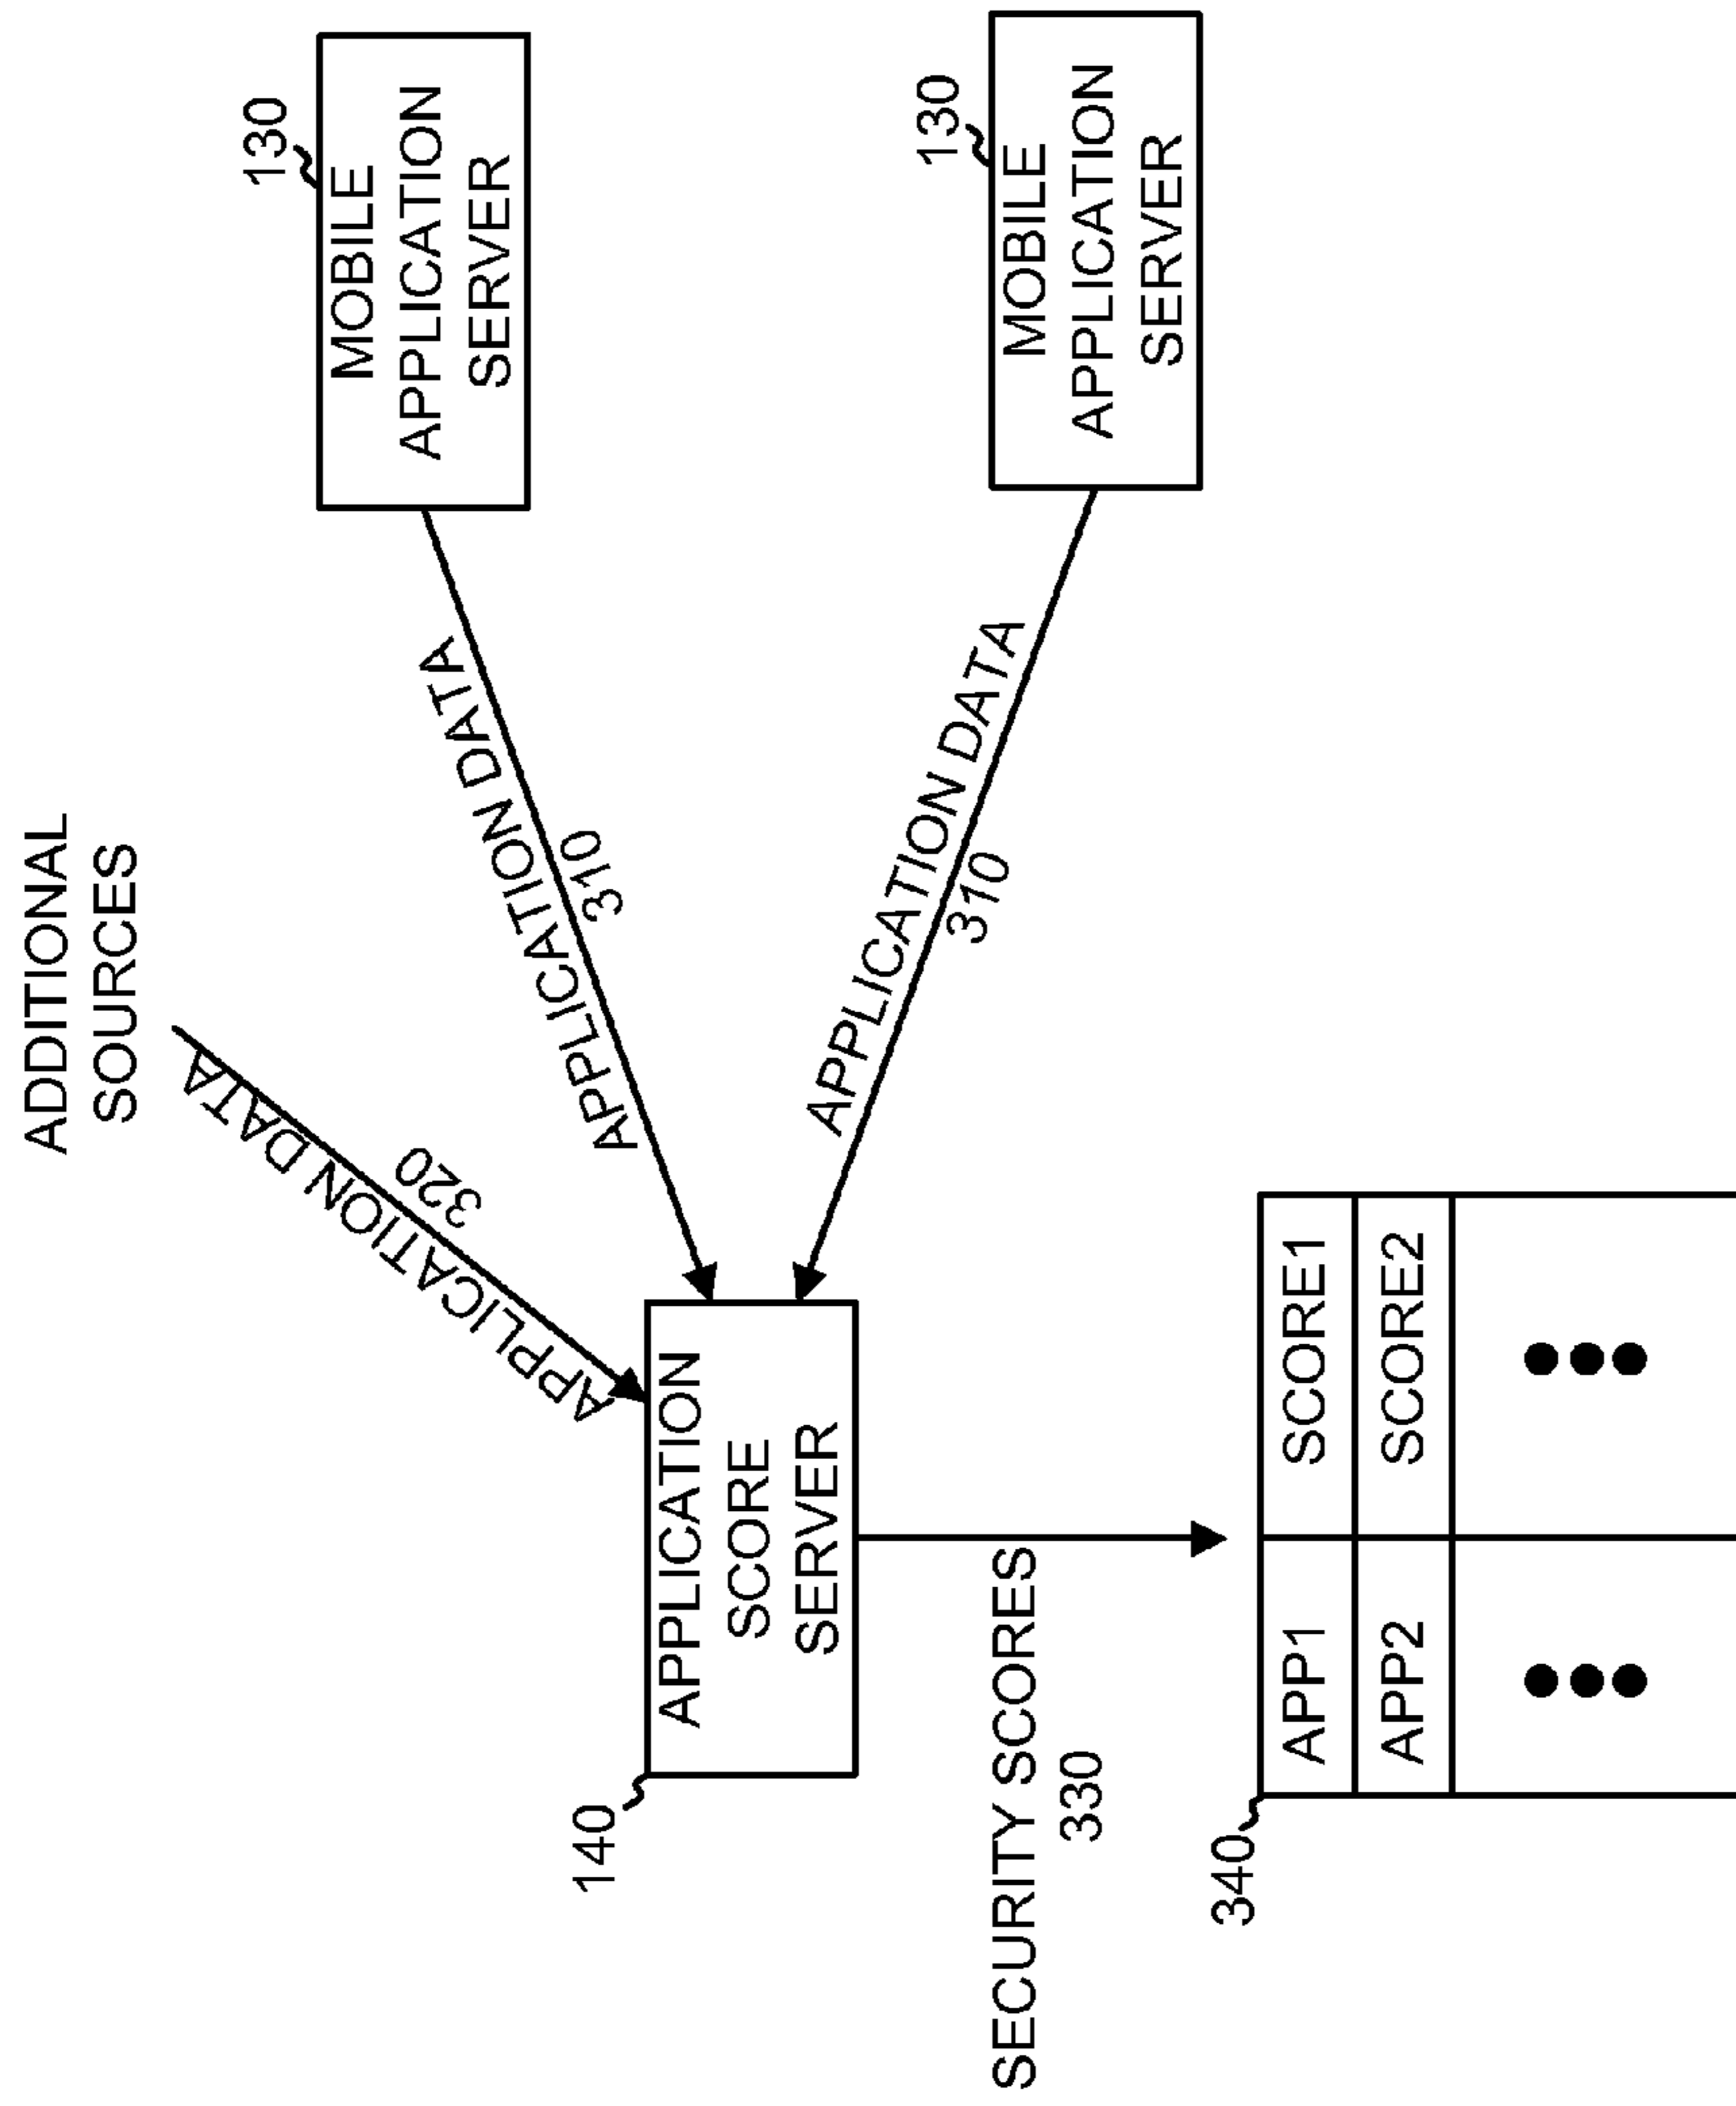 ADDITIONAL
SOURCES
130
MOBILE
APPLICATION
SERVER
APPLICATION DATA
310
APPLICATION DATA
320
140
APPLICATION
SCORE
SERVER
APPLICATION DATA
310
130
MOBILE
APPLICATION
SERVER
SECURITY SCORES
330
340
APP1 SCORE1
APP2 SCORE2